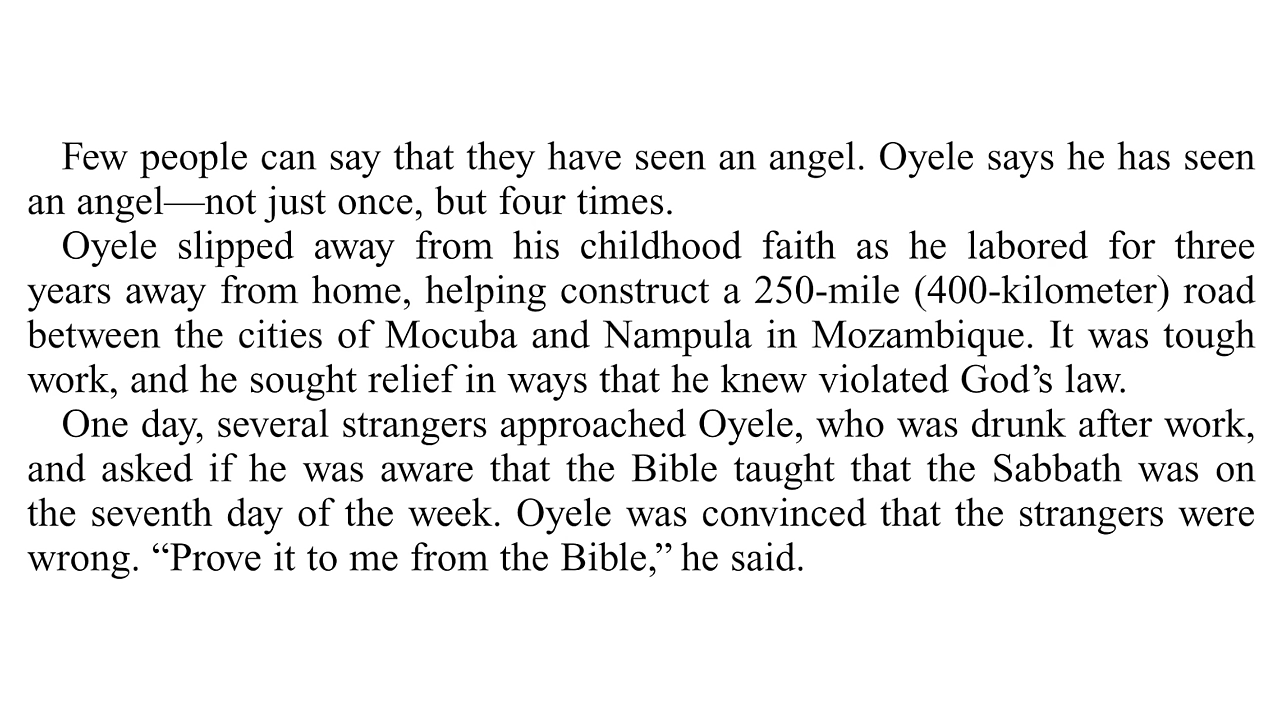 Few people can say that they have seen an angel. Oyele says he has seen
an angel—not just once, but four times.
Oyele slipped away from his childhood faith as he labored for three
years away from home, helping construct a 250-mile (400-kilometer) road
between the cities of Mocuba and Nampula in Mozambique. It was tough
work, and he sought relief in ways that he knew violated God’s law.
One day, several strangers approached Oyele, who was drunk after work,
and asked if he was aware that the Bible taught that the Sabbath was on
the seventh day of the week. Oyele was convinced that the strangers were
wrong. “Prove it to me from the Bible,” he said.